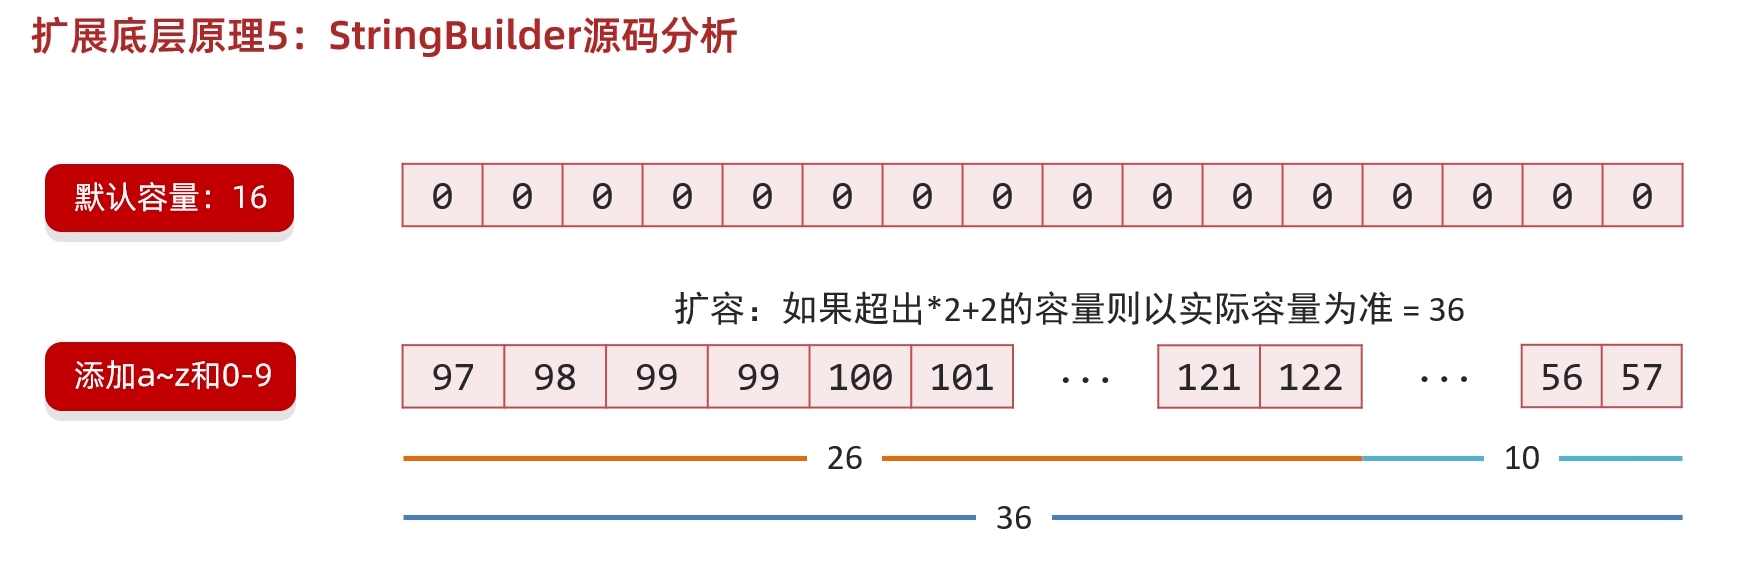 扩展底层原理5：StringBuilder源码分析
默认容量：16
0 0 0 0 0 0 0 0 0 0 0 0 0 0 0 0
扩容：如果超出*2+2的容量则以实际容量为准 = 36
添加a~z和0-9
97 98 99 99 100 101 ... 121 122 ... 56 57
26 10
36